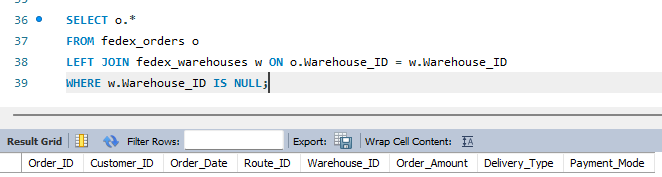 36 SELECT o.*
37 FROM fedex_orders o
38 LEFT JOIN fedex_warehouses w ON o.Warehouse_ID = w.Warehouse_ID
39 WHERE w.Warehouse_ID IS NULL;
Result Grid Filter Rows: Export: Wrap Cell Content:
Order_ID Customer_ID Order_Date Route_ID Warehouse_ID Order_Amount Delivery_Type Payment_Mode